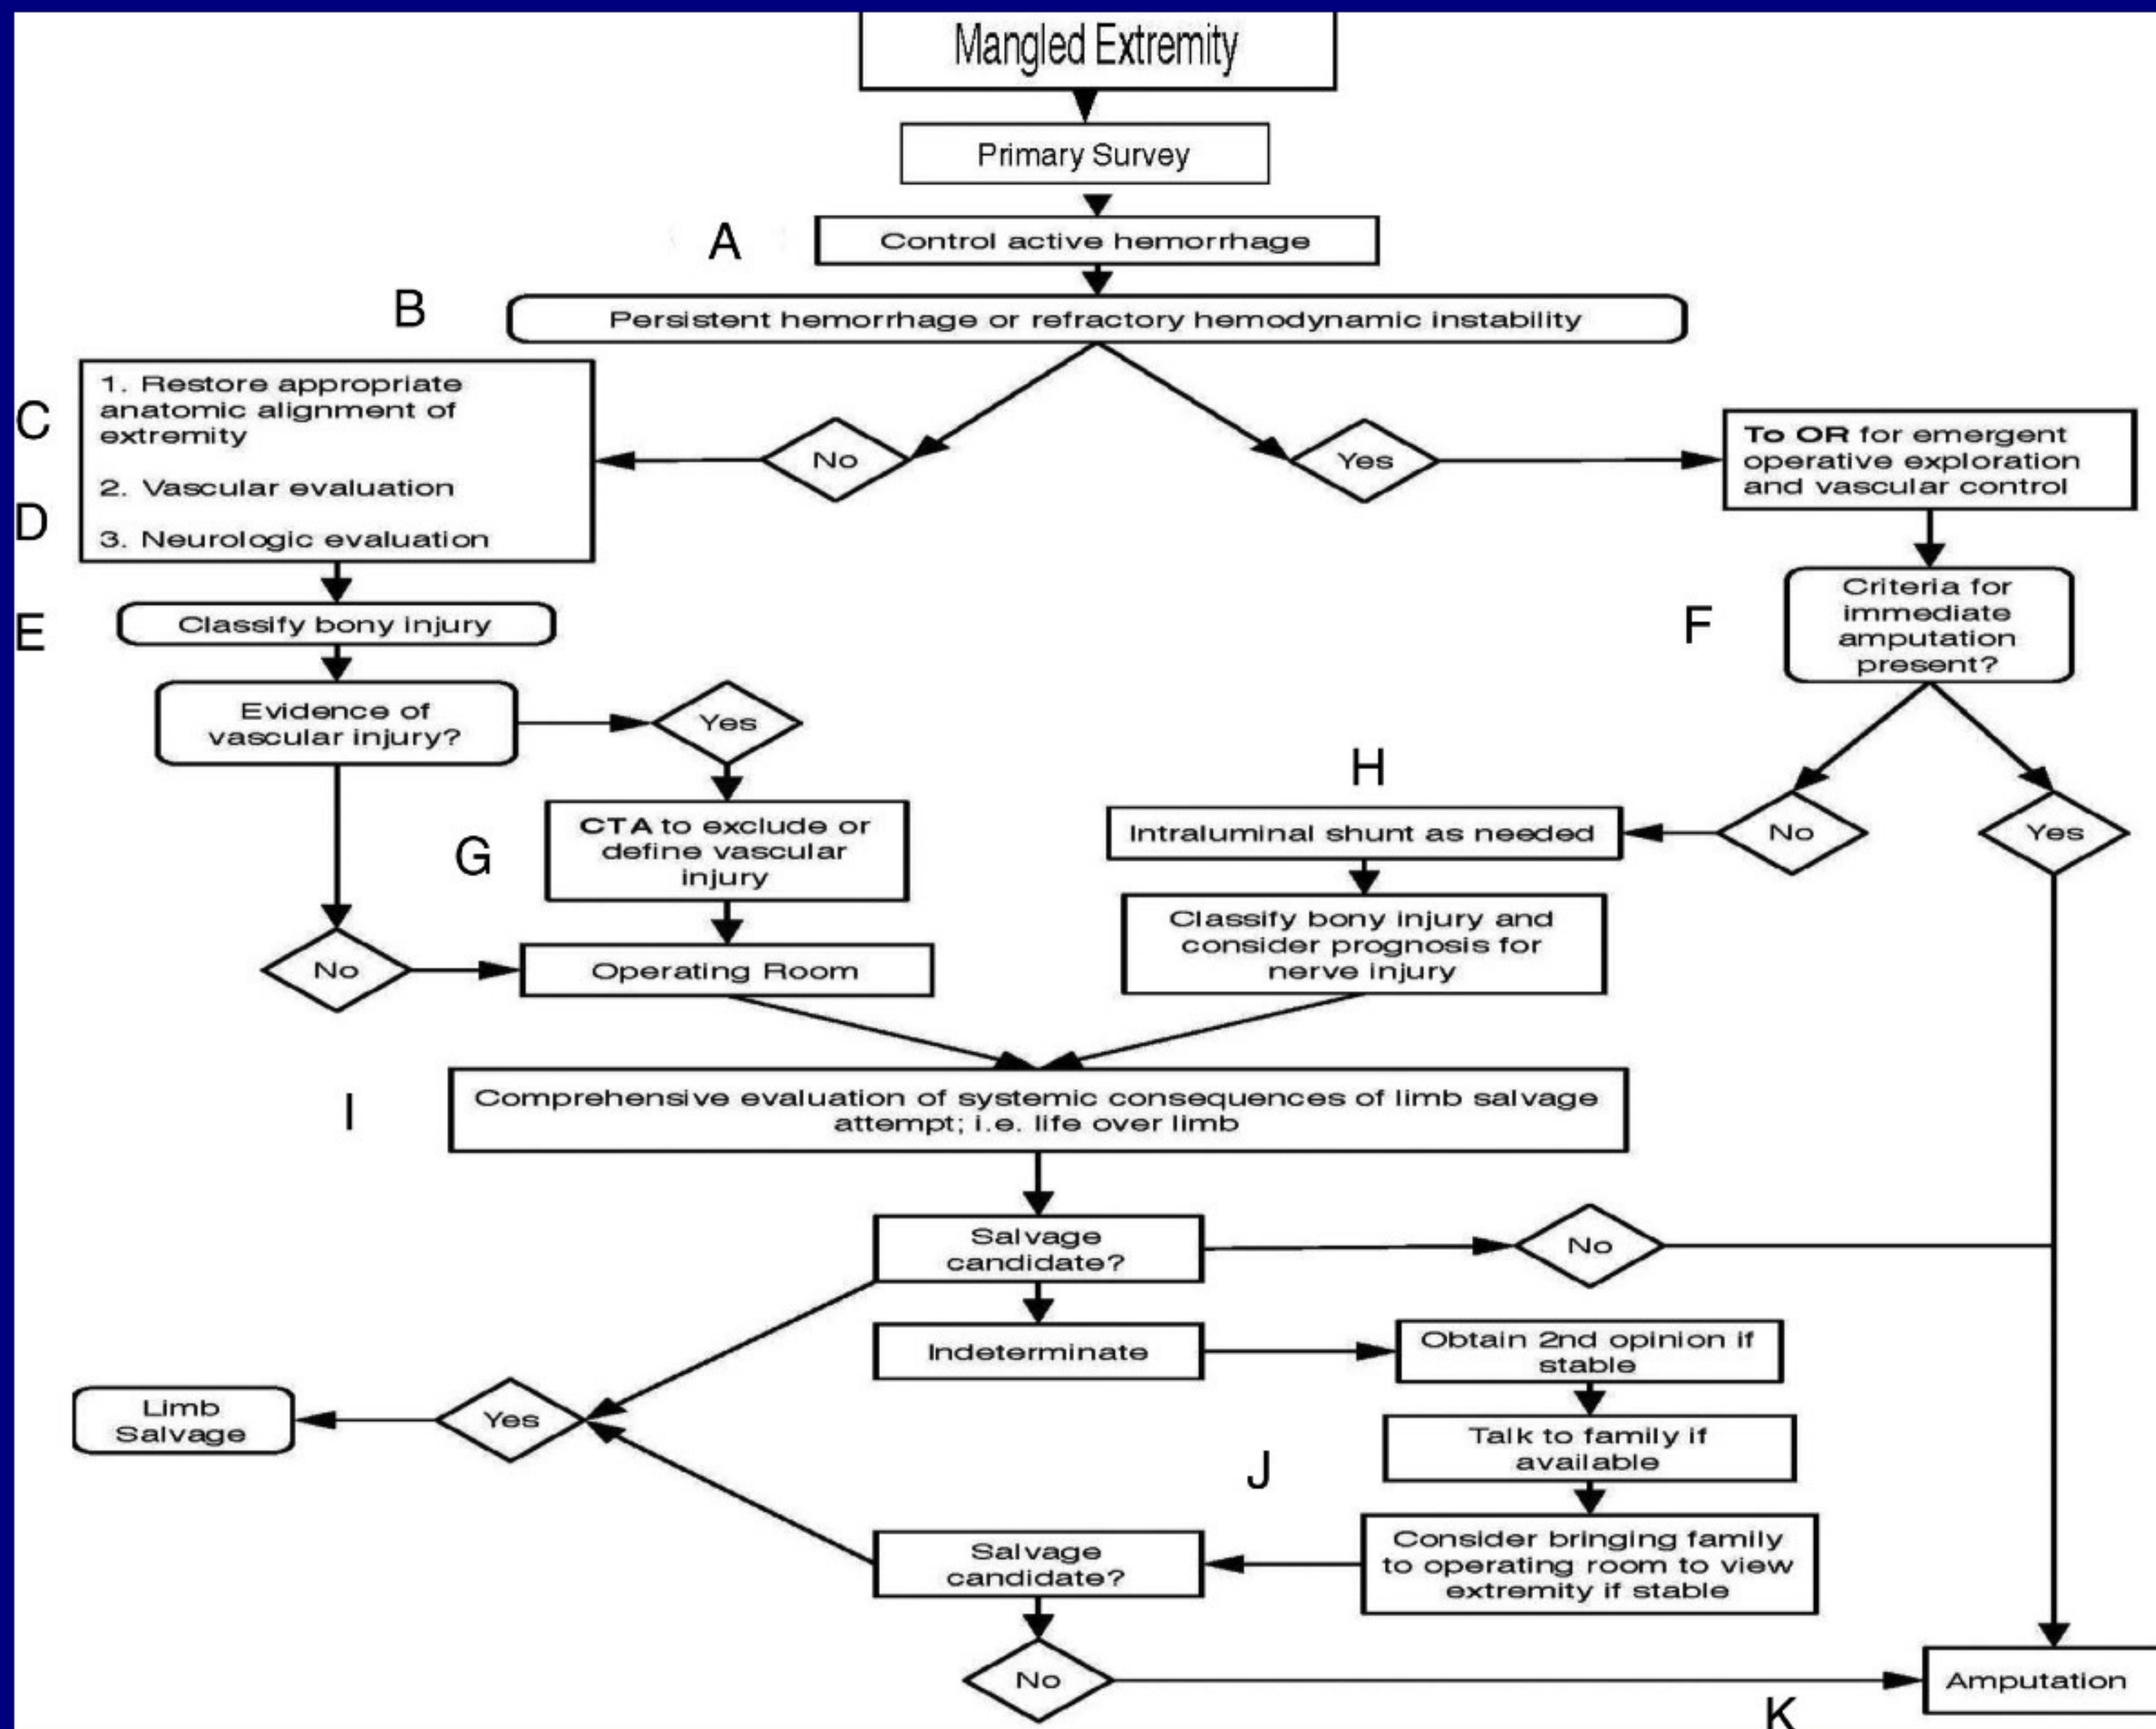 Mangled Extremity
Primary Survey
A
Control active hemorrhage
B
Persistent hemorrhage or refractory hemodynamic instability
C
1. Restore appropriate
anatomic alignment of
extremity
2. Vascular evaluation
D
3. Neurologic evaluation
No
Yes
To OR for emergent
operative exploration
and vascular control
E
Classify bony injury
F
Criteria for
immediate
amputation
present?
Evidence of
vascular injury?
Yes
H
G
CTA to exclude or
define vascular
injury
Intraluminal shunt as needed
No
Yes
Classify bony injury and
consider prognosis for
nerve injury
No
Operating Room
I
Comprehensive evaluation of systemic consequences of limb salvage
attempt; i.e. life over limb
Salvage
candidate?
No
Indeterminate
Obtain 2nd opinion if
stable
Limb
Salvage
Yes
Talk to family if
available
J
Salvage
candidate?
Consider bringing family
to operating room to view
extremity if stable
No
Amputation
K